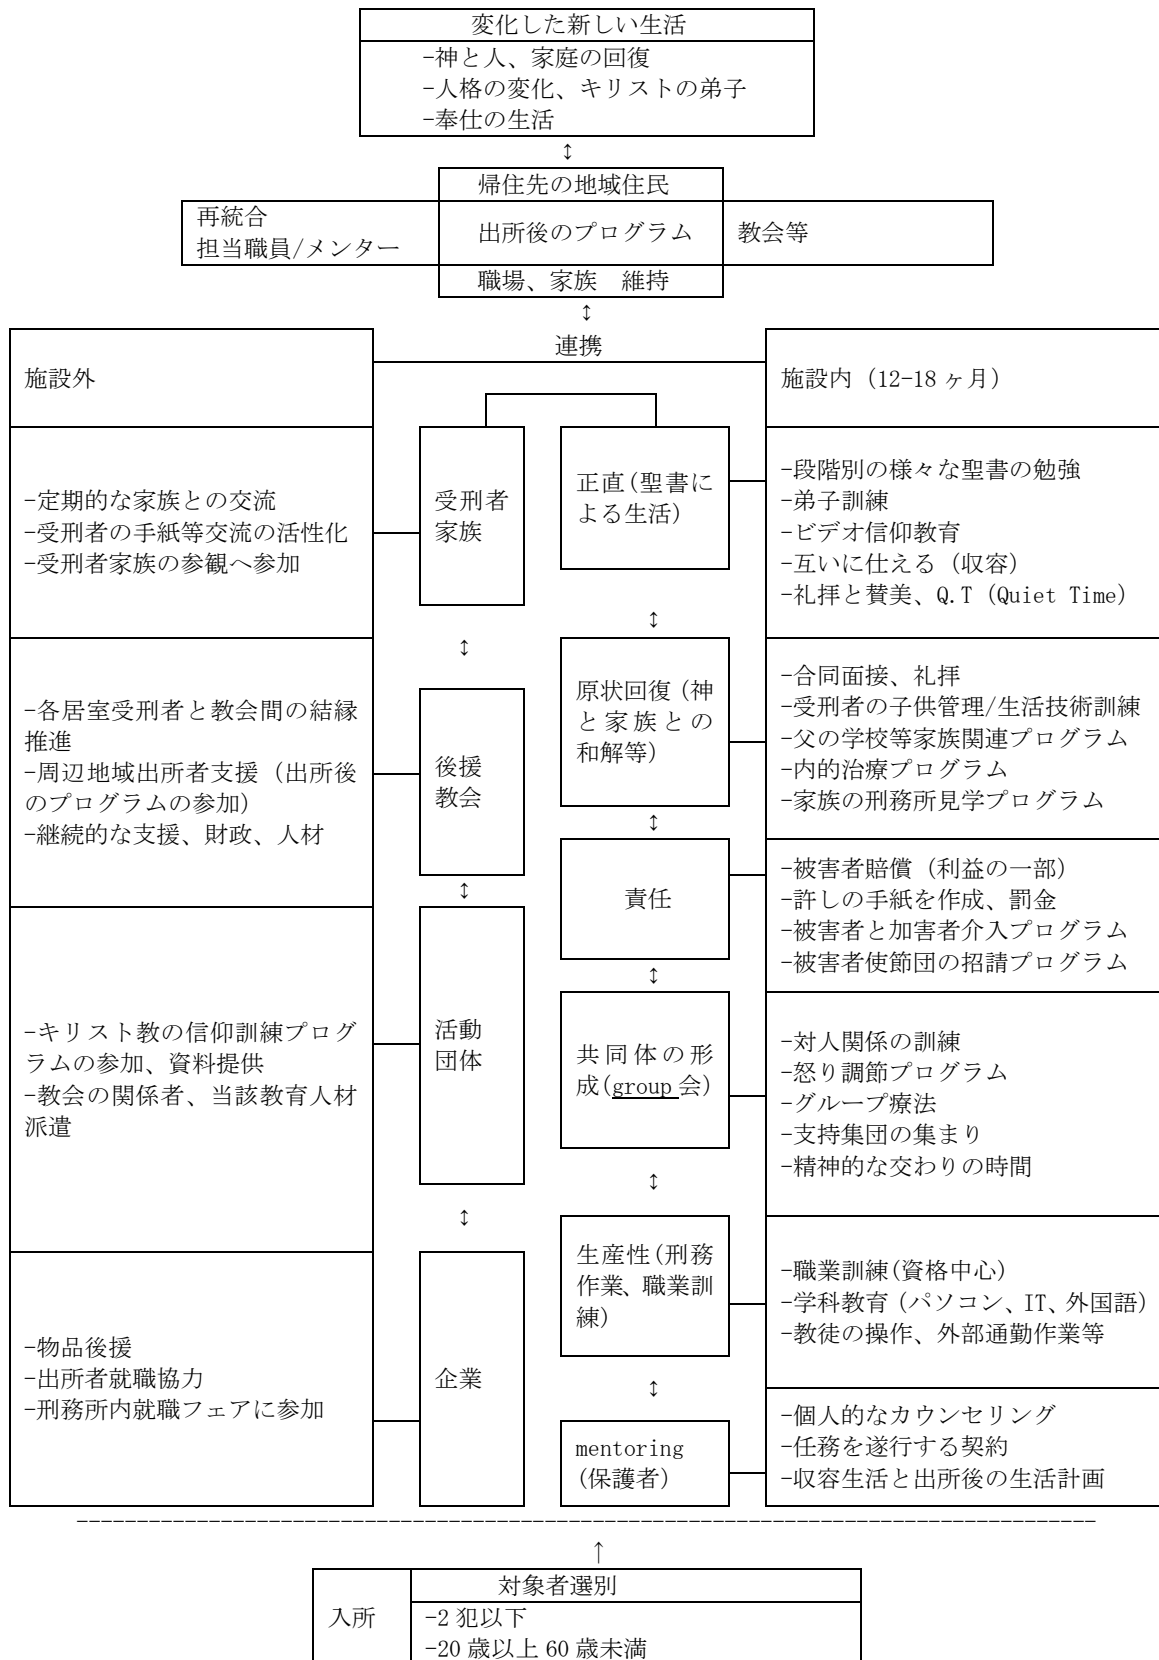 変化した新しい生活
-神と人、家庭の回復
-人格の変化、キリストの弟子
-奉仕の生活
↕
帰住先の地域住民
再統合
担当職員/メンター
出所後のプログラム
教会等
職場、家族　維持
↕
連携
施設外
施設内（12-18ヶ月）
-定期的な家族との交流
-受刑者の手紙等交流の活性化
-受刑者家族の参観へ参加
受刑者
家族
正直(聖書に
よる生活)
-段階別の様々な聖書の勉強
-弟子訓練
-ビデオ信仰教育
-互いに仕える（収容）
-礼拝と賛美、Q.T（Quiet Time）
↕
↕
-各居室受刑者と教会間の結縁
推進
-周辺地域出所者支援（出所後
のプログラムの参加）
-継続的な支援、財政、人材
後援
教会
原状回復（神
と家族との
和解等）
-合同面接、礼拝
-受刑者の子供管理/生活技術訓練
-父の学校等家族関連プログラム
-内的治療プログラム
-家族の刑務所見学プログラム
↕
↕
責任
-被害者賠償（利益の一部）
-許しの手紙を作成、罰金
-被害者と加害者介入プログラム
-被害者使節団の招請プログラム
↕
-キリスト教の信仰訓練プログ
ラムの参加、資料提供
-教会の関係者、当該教育人材
派遣
活動
団体
共同体の形
成(group会)
-対人関係の訓練
-怒り調節プログラム
-グループ療法
-支持集団の集まり
-精神的な交わりの時間
↕
↕
生産性(刑務
作業、職業訓
練)
-職業訓練(資格中心)
-学科教育（パソコン、IT、外国語）
-教徒の操作、外部通勤作業等
-物品後援
-出所者就職協力
-刑務所内就職フェアに参加
企業
↕
mentoring
（保護者）
-個人的なカウンセリング
-任務を遂行する契約
-収容生活と出所後の生活計画
↑
入所
対象者選別
-2犯以下
-20歳以上60歳未満